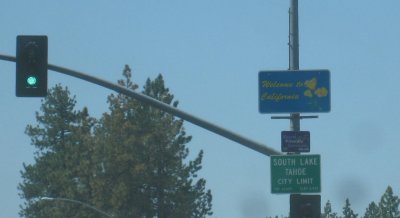 Welcome to
California
SOUTH LAKE
TAHOE
CITY LIMIT